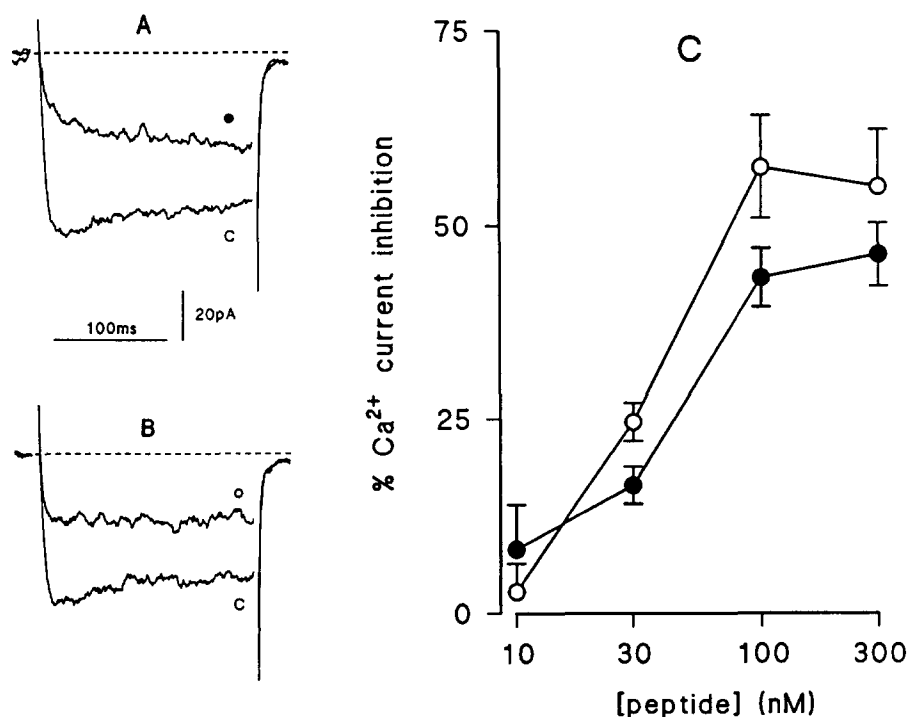 A
C
20pA
100ms
B
C
C
% Ca²⁺ current inhibition
75
50
25
0
10 30 100 300
[peptide] (nM)